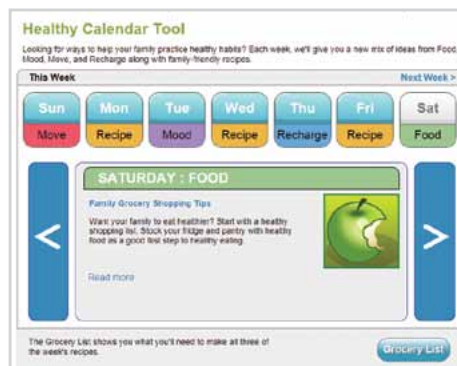 Healthy Calendar Tool
Looking for ways to help your family practice healthy habits? Each week, we'll give you a new mix of ideas from Food,
Mood, Move, and Recharge along with family-friendly recipes.
This Week Next Week >
Sun Mon Tue Wed Thu Fri Sat
Move Recipe Mood Recipe Recharge Recipe Food
SATURDAY : FOOD
Family Grocery Shopping Tips
Want your family to eat healthier? Start with a healthy
shopping list. Stock your fridge and pantry with healthy
food as a good first step to healthy eating.
< >
Read more
The Grocery List shows you what you'll need to make all three of
the week's recipes.
Grocery List